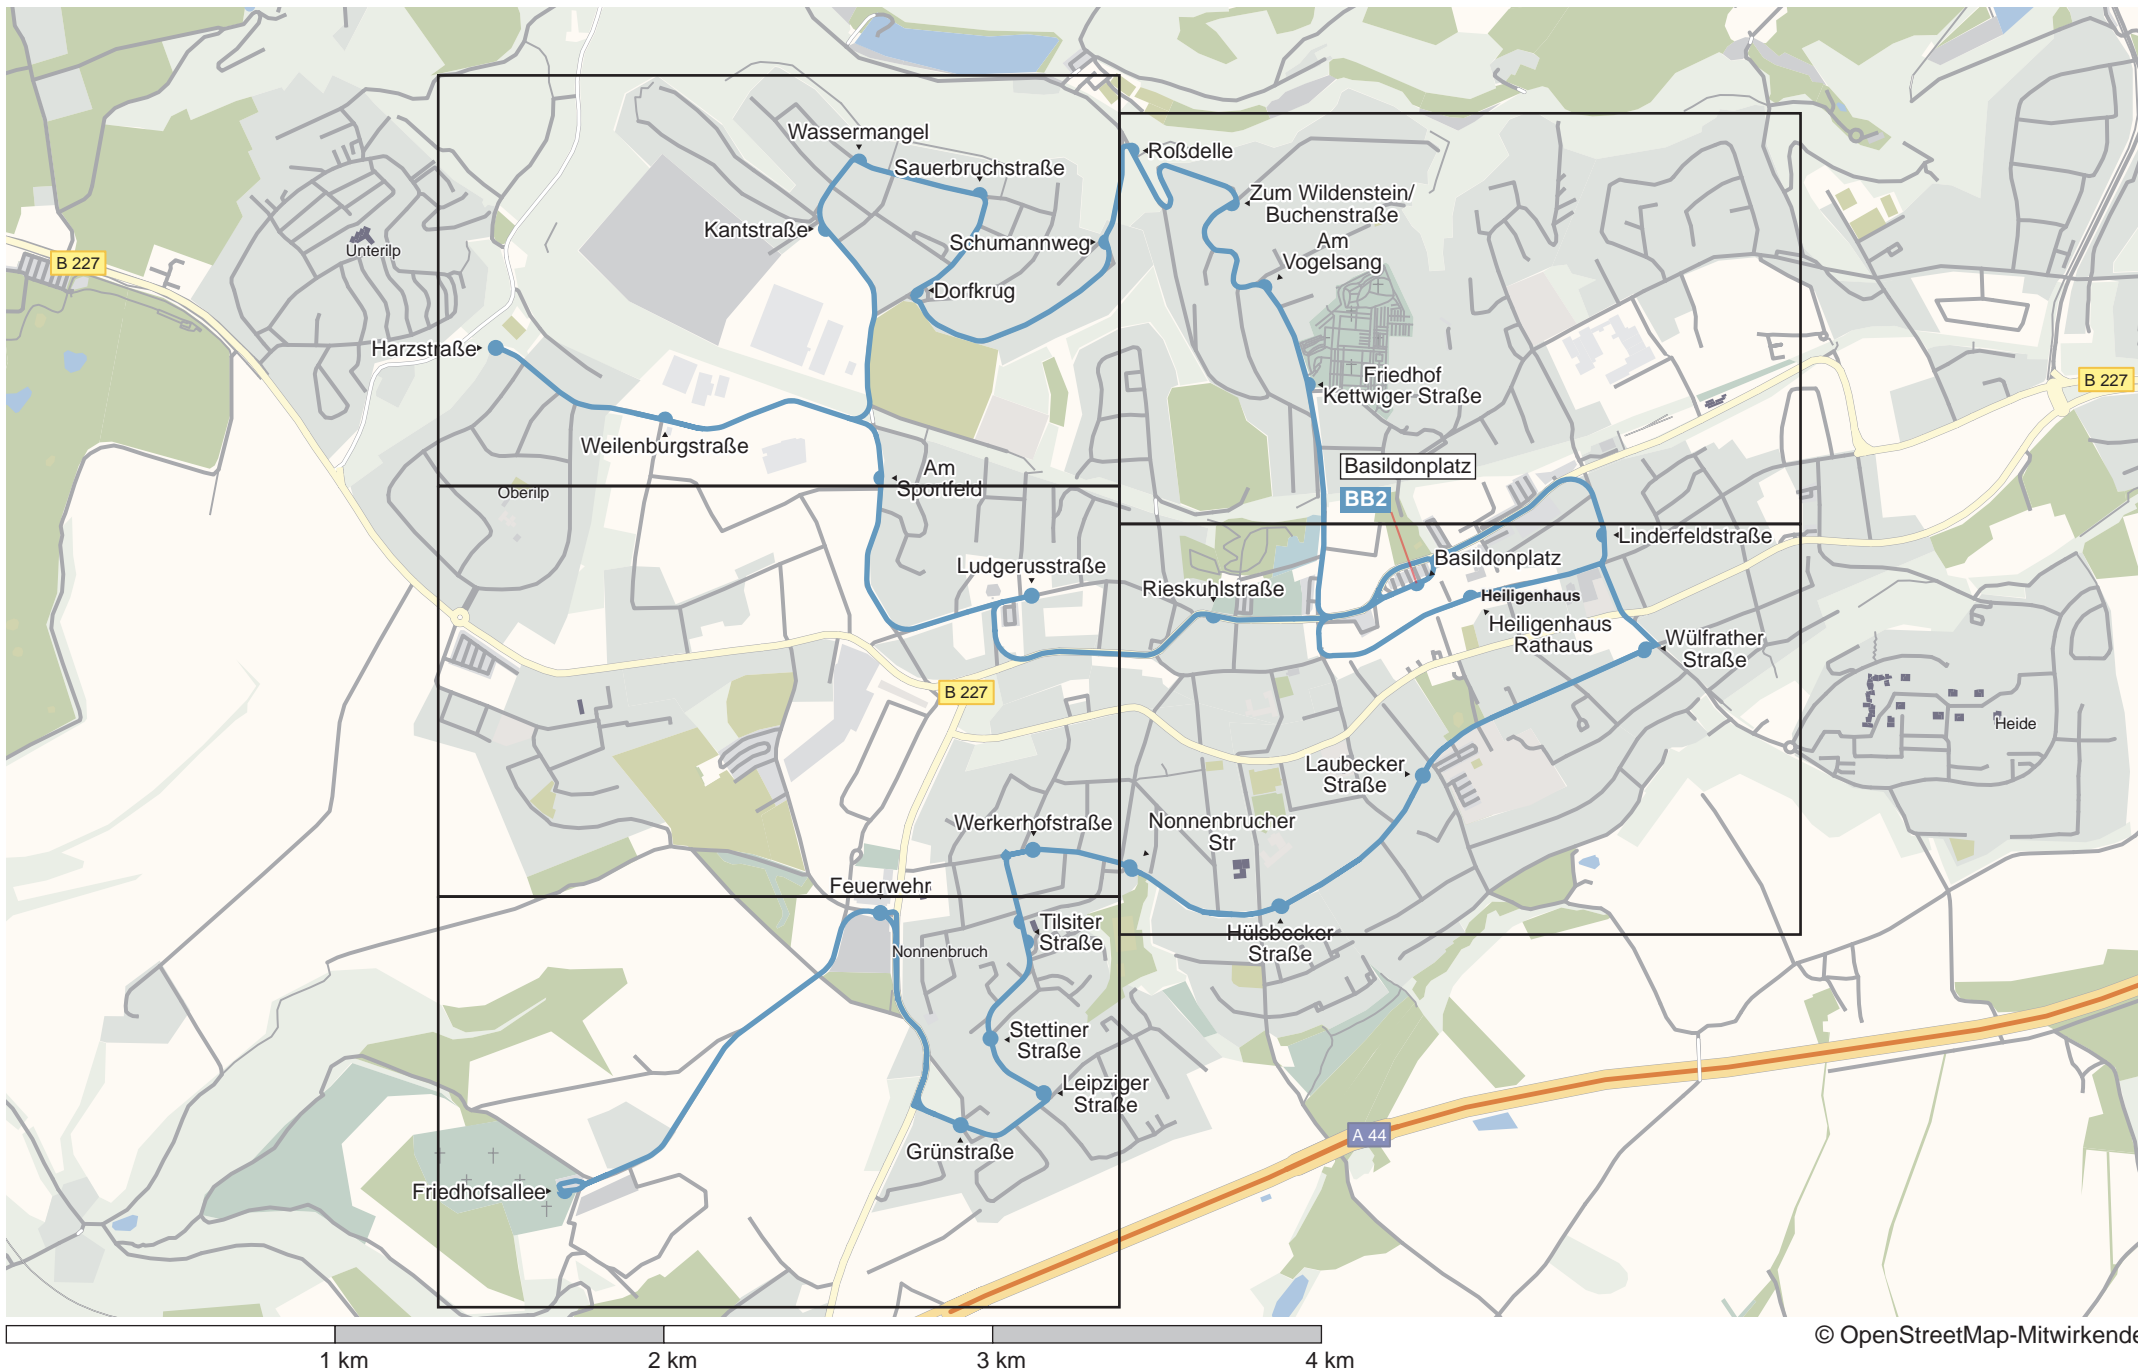 Wassermangel
Roßdelle
Sauerbruchstraße
Zum Wildenstein/
Buchenstraße
Kantstraße
Schumannweg
Am
Vogelsang
Unterilp
B 227
Dorfkrug
Harzstraße
Friedhof
Kettwiger Straße
B 227
Weilenburgstraße
Am
Sportfeld
Basildonplatz
BB2
Oberilp
Linderfeldstraße
Basildonplatz
Ludgerusstraße
Rieskuhlstraße
Heiligenhaus
Heiligenhaus
Rathaus
Wülfrather
Straße
B 227
Heide
Laubecker
Straße
Werkerhofstraße
Nonnenbrucher
Str
Feuerwehr
Tilsiter
Straße
Hülsbecker
Straße
Nonnenbruch
Stettiner
Straße
Leipziger
Straße
A 44
Grünstraße
Friedhofsallee
1 km
2 km
3 km
4 km
© OpenStreetMap-Mitwirkende